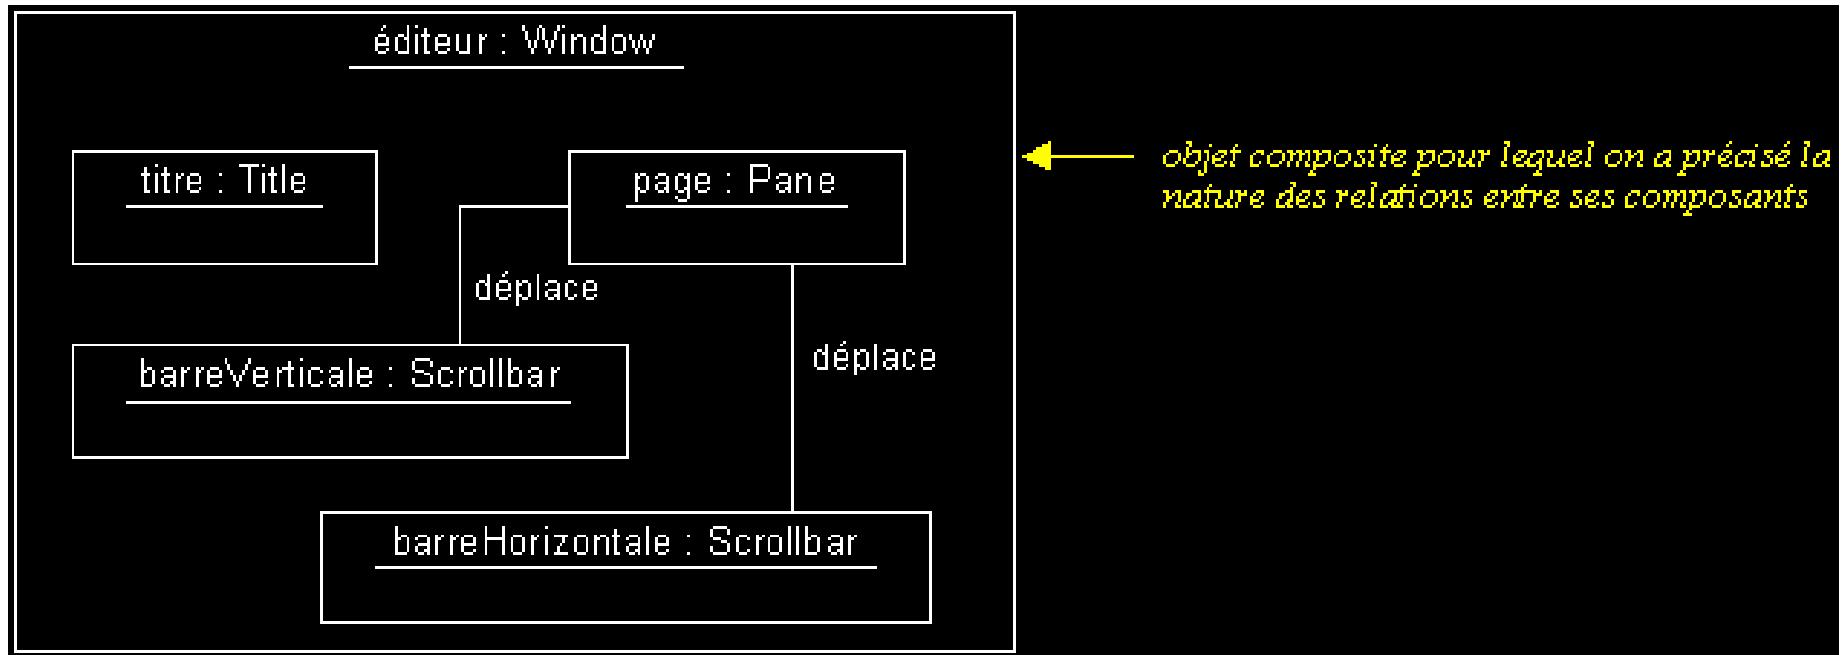 éditeur : Window
titre : Title
page : Pane
objet composite pour lequel on a précisé la
nature des relations entre ses composants
déplace
déplace
barreVerticale : Scrollbar
barreHorizontale : Scrollbar